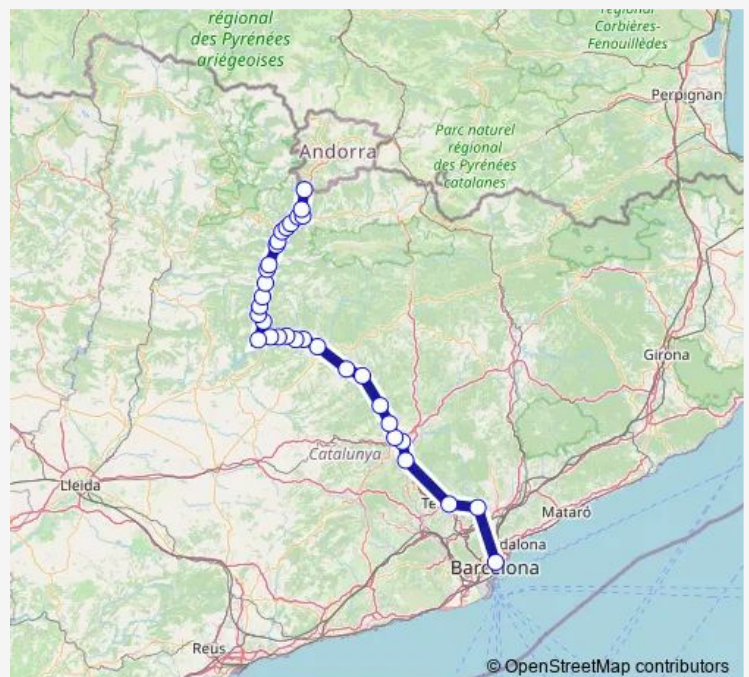 régional
des Pyrénées
ariégeoises
régional
Corbières-
Fenouillèdes
Perpignan
Andorra
Parc naturel
régional
des Pyrénées
catalanes
Girona
Catalunya
Lleida
Te
Mataró
dalona
Barcelona
Reus
© OpenStreetMap contributors